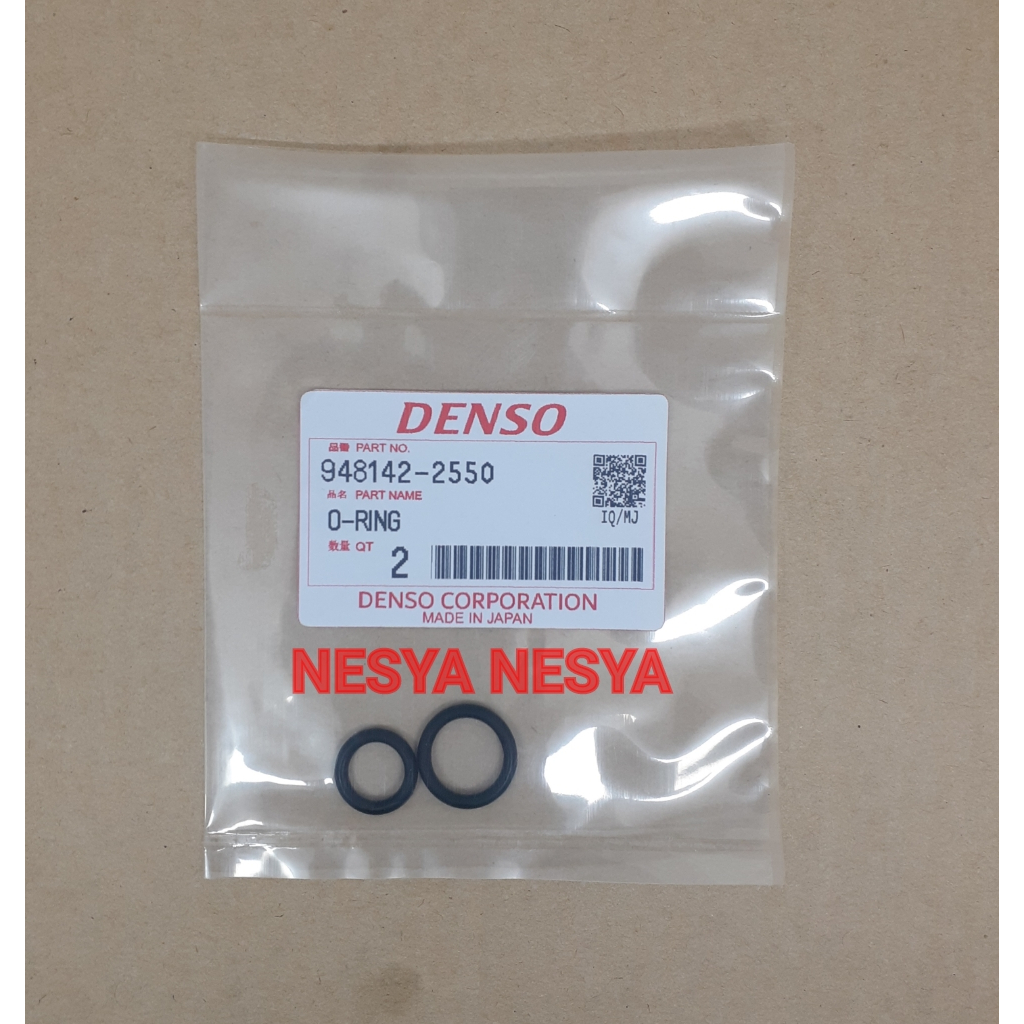 DENSO
品番 PART NO.
948142-2550
品名 PART NAME
O-RING
IQ/MJ
数量 QT
2
DENSO CORPORATION
MADE IN JAPAN
NESYA NESYA